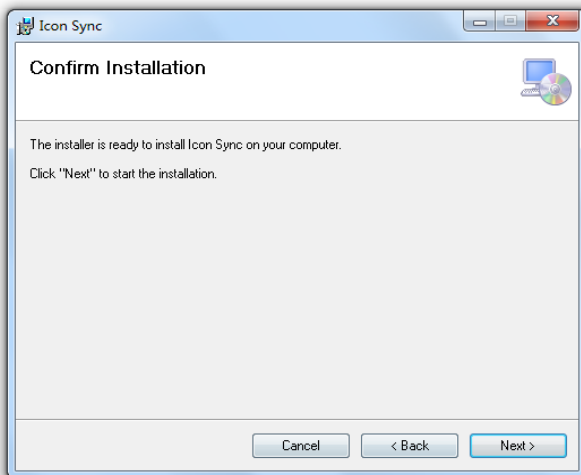 Icon Sync
Confirm Installation
The installer is ready to install Icon Sync on your computer.
Click "Next" to start the installation.
Cancel
< Back
Next >